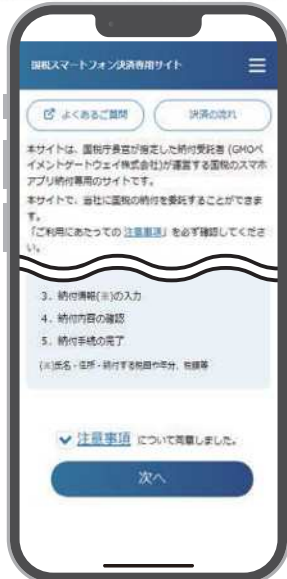 国税スマートフォン決済専用サイト
よくあるご質問
決済の流れ
本サイトは、国税庁長官が指定した納付受託者 (GMOペ
イメントゲートウェイ株式会社)が運営する国税のスマホ
アプリ納付専用のサイトです。
本サイトで、当社に国税の納付を委託することができま
す。
「ご利用にあたっての 注意事項」を必ず確認してくださ
い。
3. 納付情報(※)の入力
4. 納付内容の確認
5. 納付手続の完了
(※)氏名・住所・納付する税目や年分、税額等
注意事項 について同意しました。
次へ